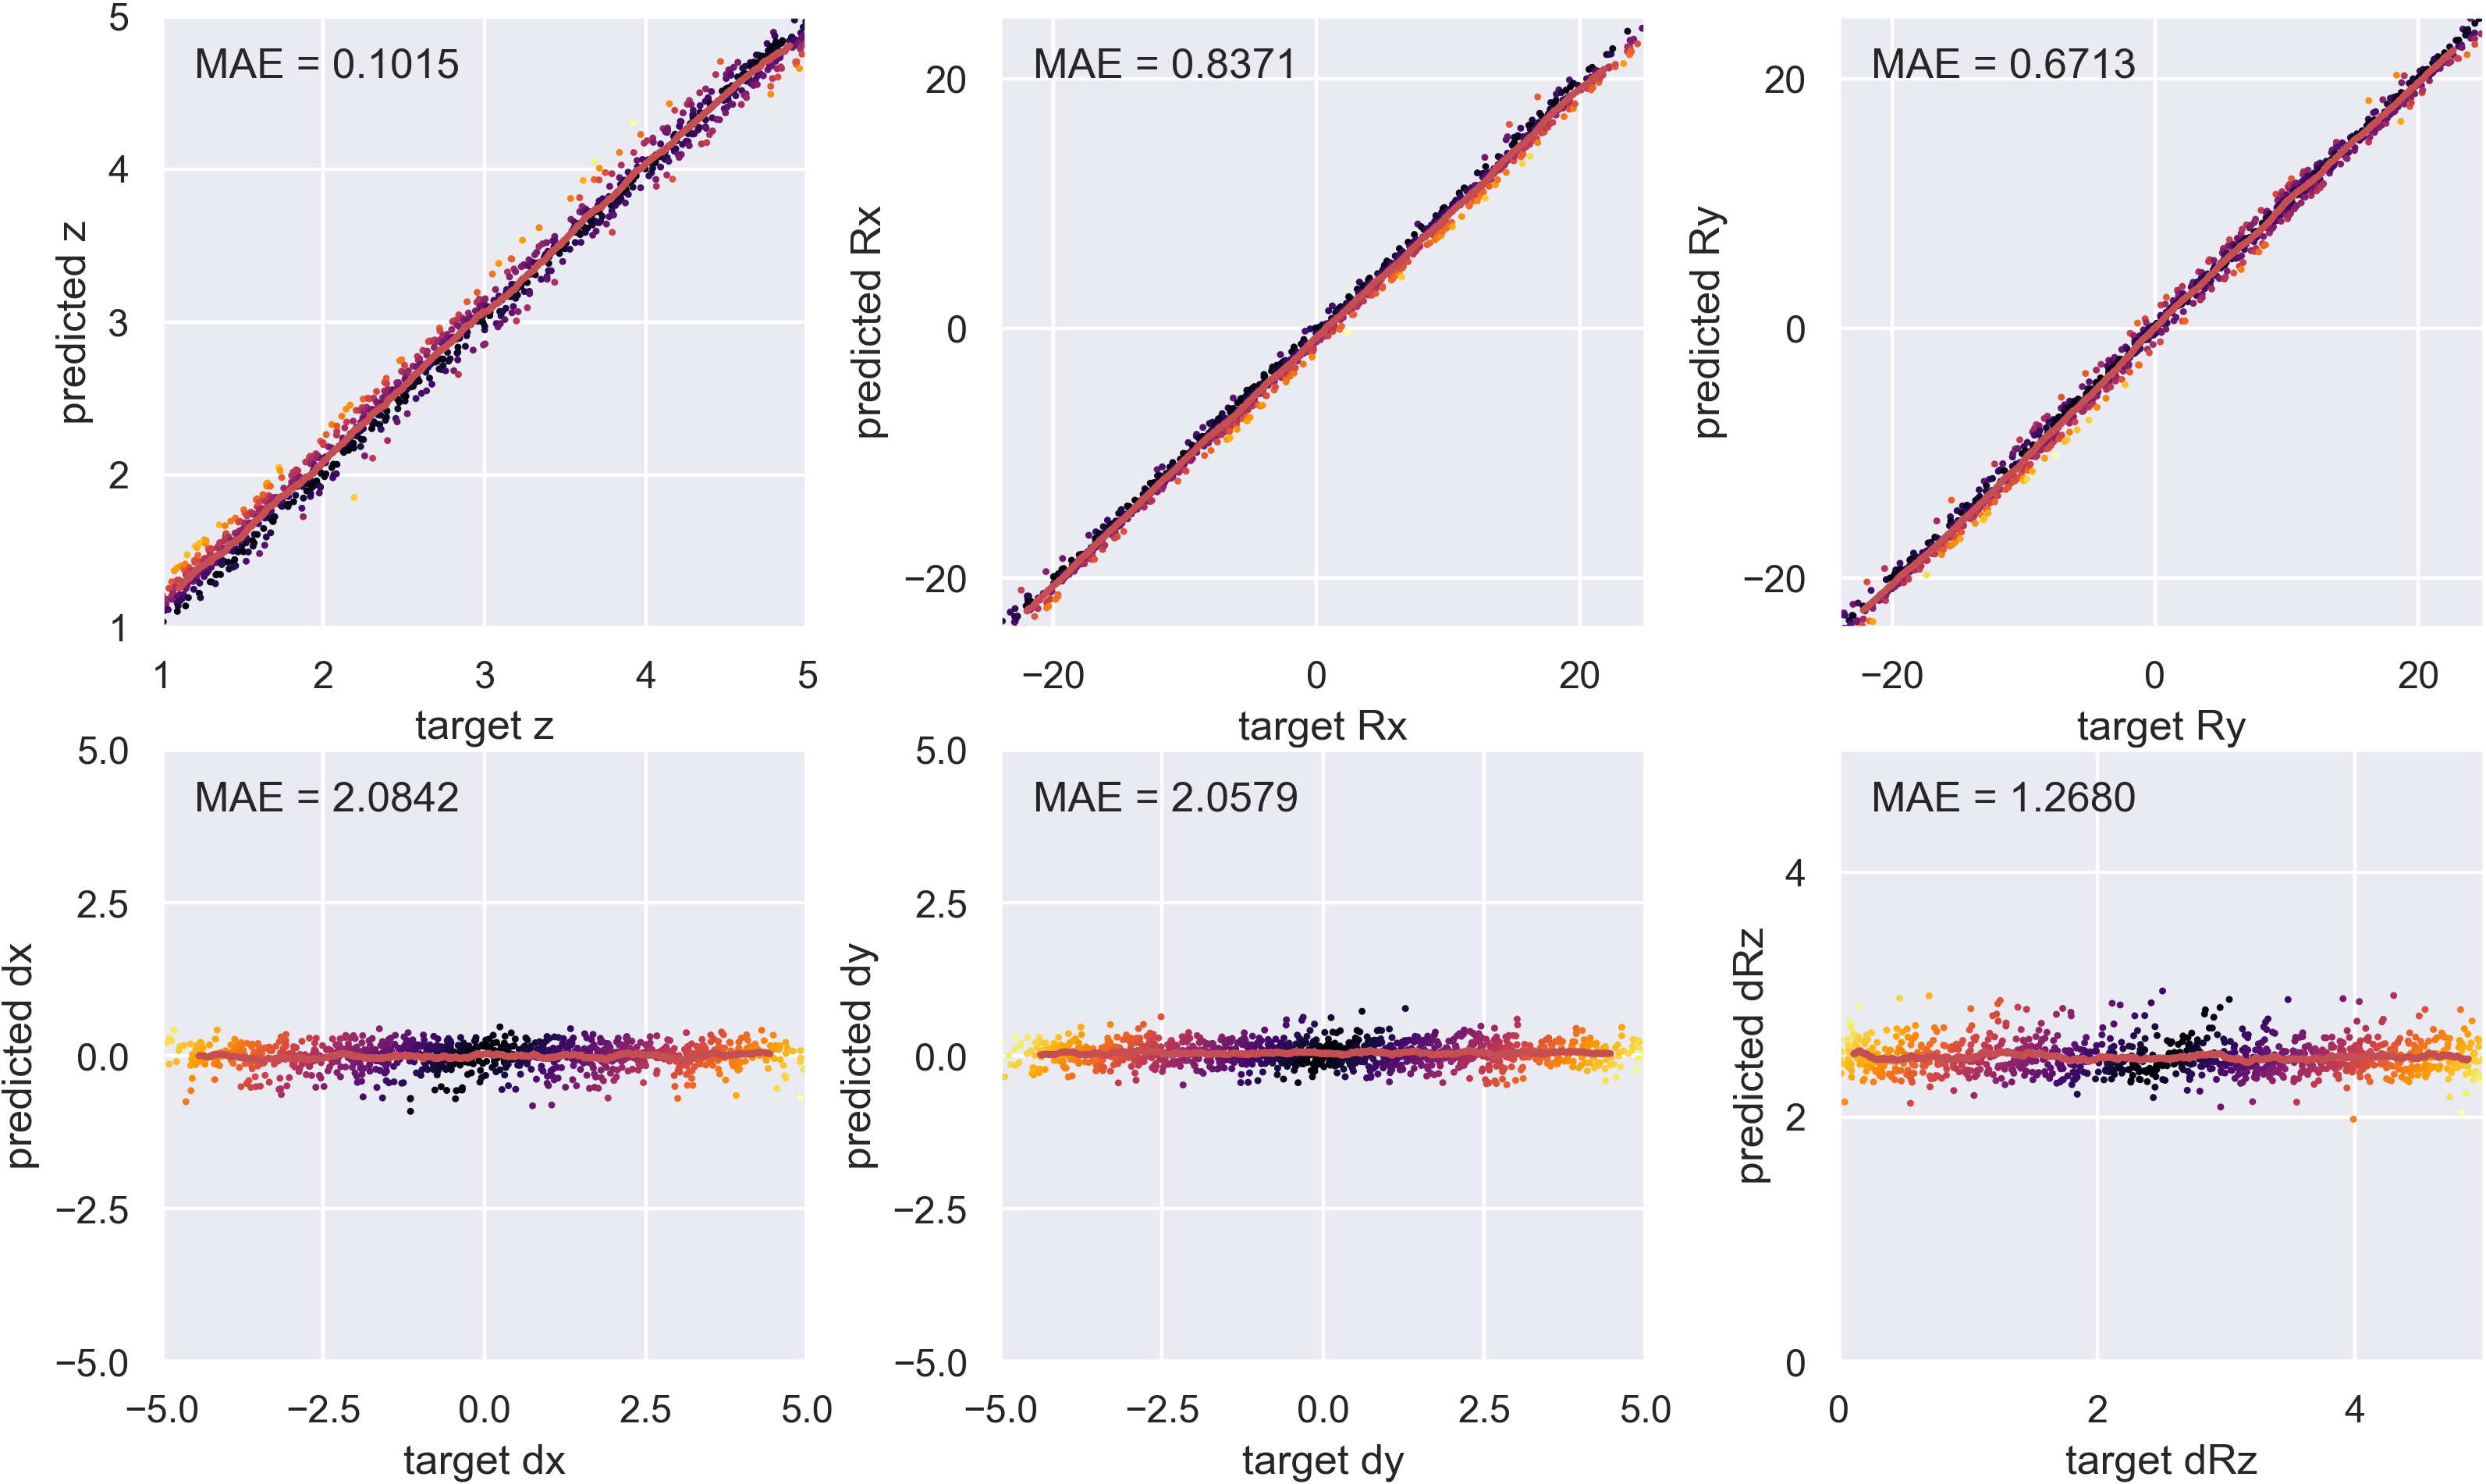 MAE = 0.1015
predicted z
5
4
3
2
1
1 2 3 4 5
target z
MAE = 0.8371
predicted Rx
20
0
−20
−20 0 20
target Rx
MAE = 0.6713
predicted Ry
20
0
−20
−20 0 20
target Ry
MAE = 2.0842
predicted dx
5.0
2.5
0.0
−2.5
−5.0
−5.0 −2.5 0.0 2.5 5.0
target dx
MAE = 2.0579
predicted dy
5.0
2.5
0.0
−2.5
−5.0
−5.0 −2.5 0.0 2.5 5.0
target dy
MAE = 1.2680
predicted dRz
4
2
0
0 2 4
target dRz